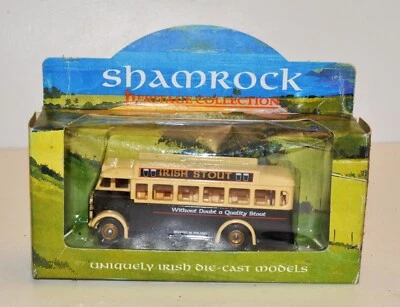 Shamrock
HERITAGE COLLECTION
IRISH STOUT
Without Doubt a Quality Stout
UNIQUELY IRISH DIE-CAST MODELS